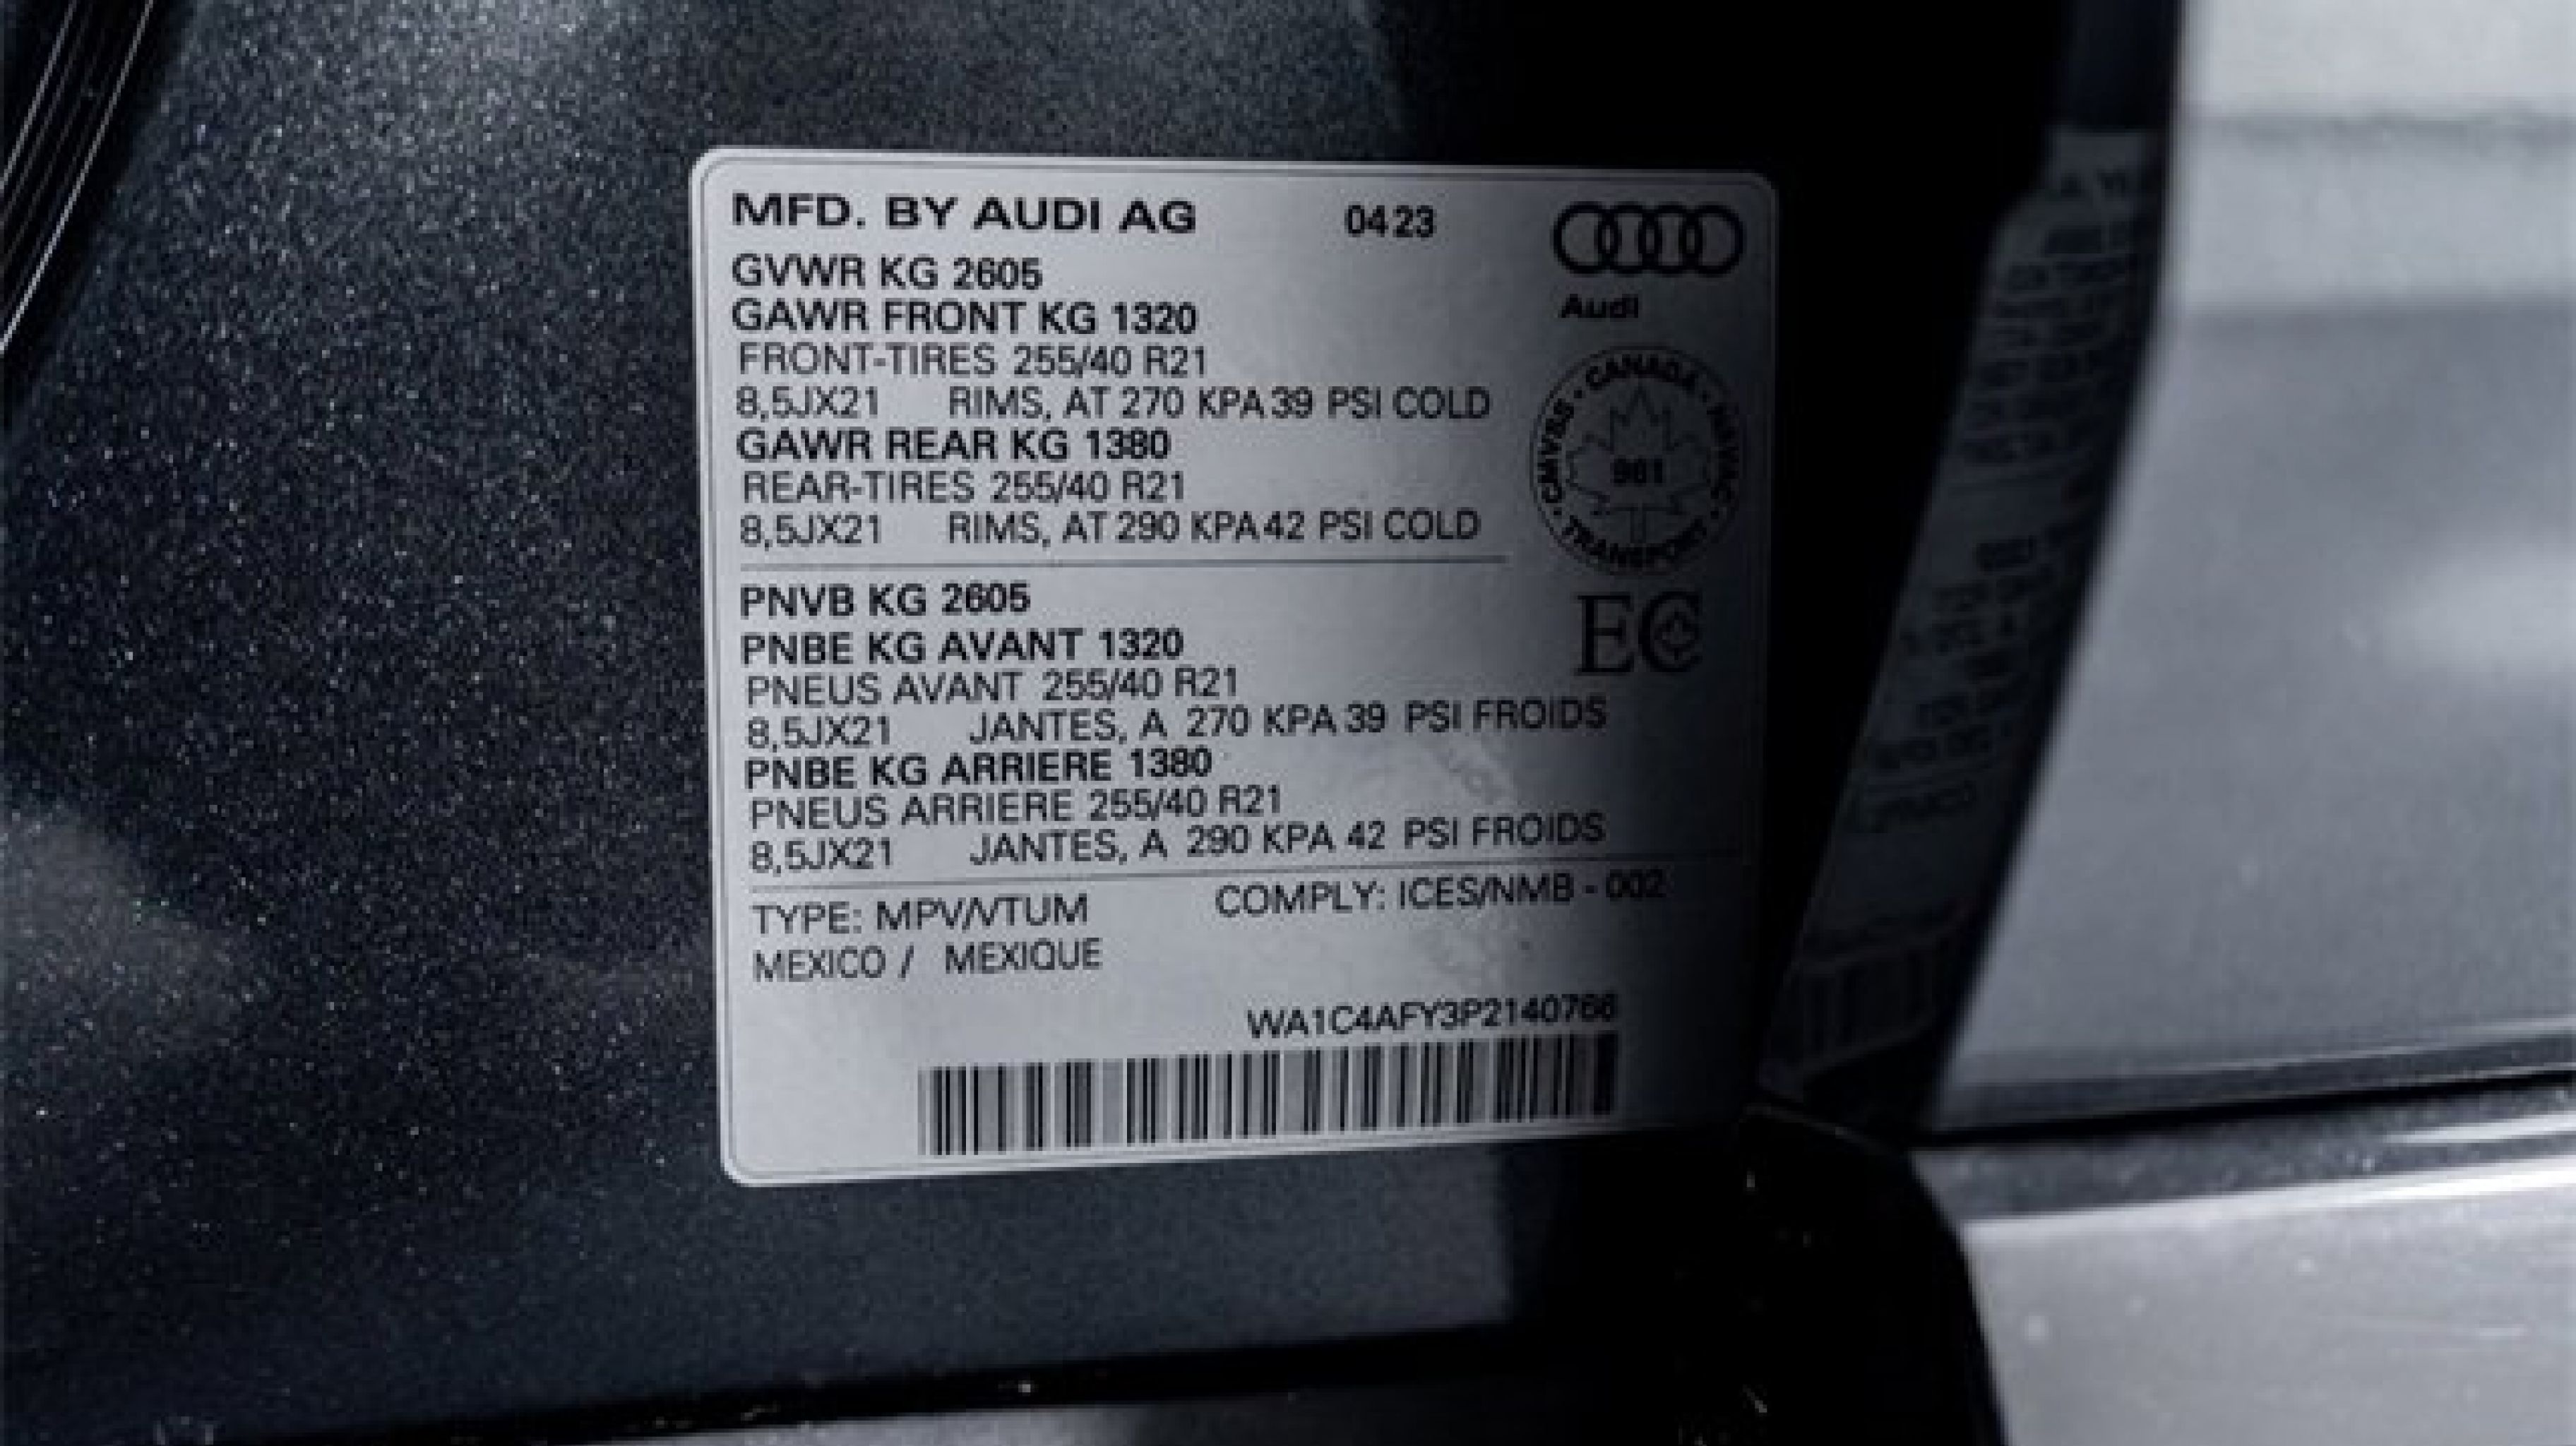 MFD. BY AUDI AG 0423
GVWR KG 2605
Audi
GAWR FRONT KG 1320
FRONT-TIRES 255/40 R21
8,5JX21 RIMS, AT 270 KPA 39 PSI COLD
GAWR REAR KG 1380
REAR-TIRES 255/40 R21
8,5JX21 RIMS, AT 290 KPA 42 PSI COLD
CANADA
CMVSS
TRANSPORT
EC
PNVB KG 2605
PNBE KG AVANT 1320
PNEUS AVANT 255/40 R21
8,5JX21 JANTES, A 270 KPA 39 PSI FROIDS
PNBE KG ARRIERE 1380
PNEUS ARRIERE 255/40 R21
8,5JX21 JANTES, A 290 KPA 42 PSI FROIDS
TYPE: MPV/VTUM COMPLY: ICES/NMB - 002
MEXICO / MEXIQUE
WA1C4AFY3P2140766